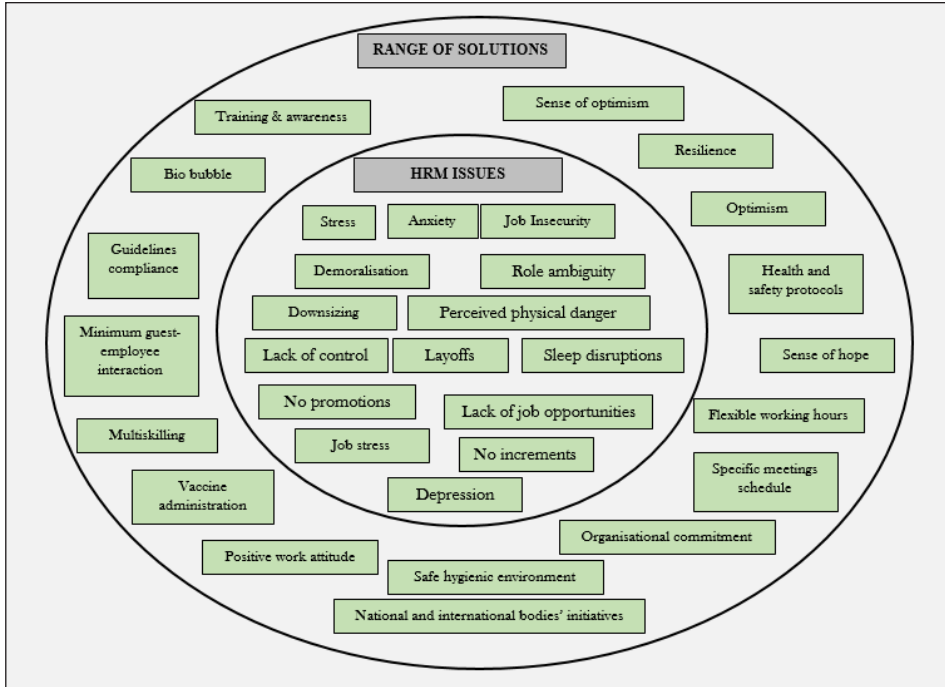 RANGE OF SOLUTIONS
Sense of optimism
Training & awareness
Resilience
Bio bubble
HRM ISSUES
Optimism
Stress
Anxiety
Job Insecurity
Guidelines
compliance
Demoralisation
Role ambiguity
Health and
safety protocols
Downsizing
Perceived physical danger
Minimum guest-
employee
interaction
Lack of control
Layoffs
Sleep disruptions
Sense of hope
No promotions
Lack of job opportunities
Flexible working hours
Multiskilling
Job stress
No increments
Specific meetings
schedule
Vaccine
administration
Depression
Organisational commitment
Positive work attitude
Safe hygienic environment
National and international bodies’ initiatives